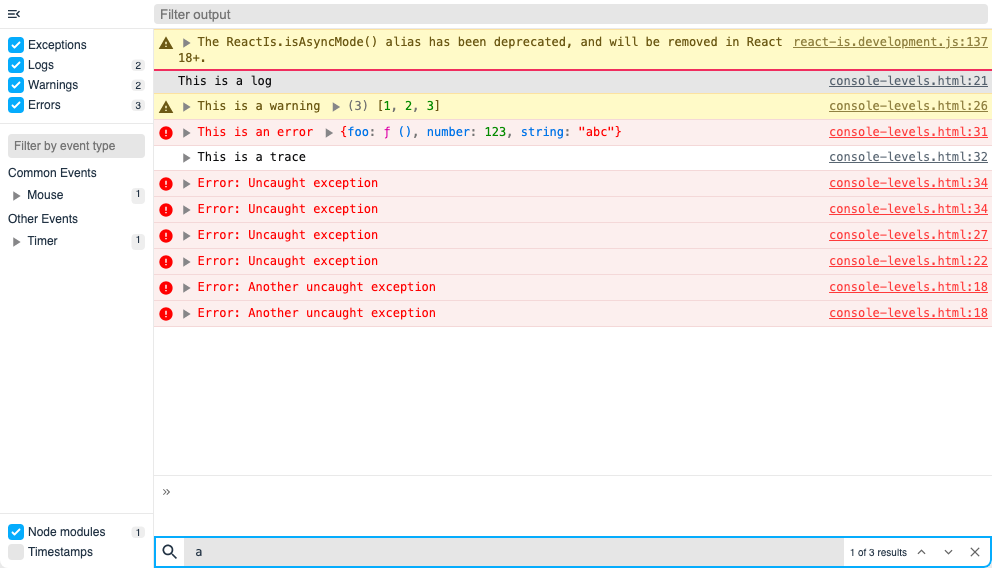 Filter output
Exceptions
Logs 2
Warnings 2
Errors 3
Filter by event type
Common Events
Mouse 1
Other Events
Timer 1
Node modules 1
Timestamps
The ReactIs.isAsyncMode() alias has been deprecated, and will be removed in React react-is.development.js:137
18+.
This is a log console-levels.html:21
This is a warning (3) [1, 2, 3] console-levels.html:26
This is an error {foo: ƒ (), number: 123, string: "abc"} console-levels.html:31
This is a trace console-levels.html:32
Error: Uncaught exception console-levels.html:34
Error: Uncaught exception console-levels.html:34
Error: Uncaught exception console-levels.html:27
Error: Uncaught exception console-levels.html:22
Error: Another uncaught exception console-levels.html:18
Error: Another uncaught exception console-levels.html:18
»
a 1 of 3 results